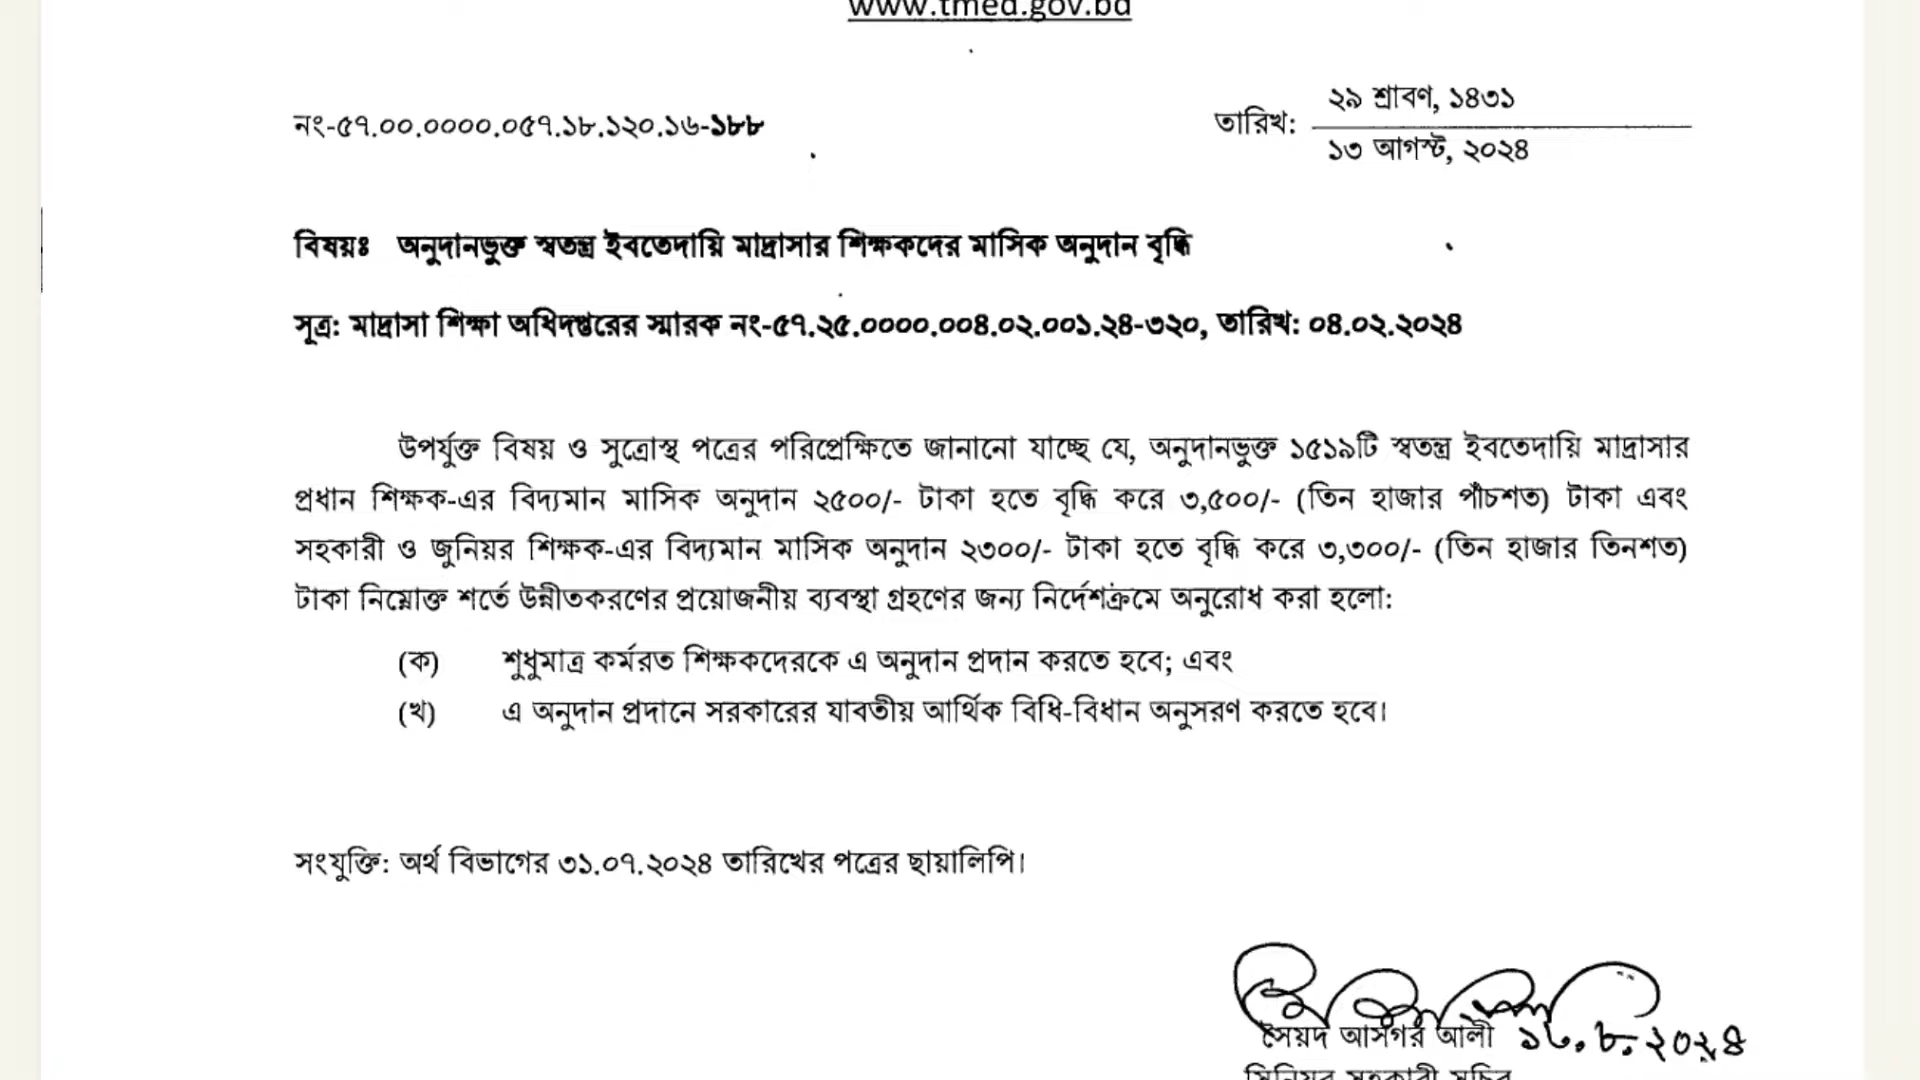 www.tmed.gov.bd
নং-৫৭.০০.০০০০.০৫৭.১৮.১২০.১৬-১৮৮
তারিখ:
২৯ শ্রাবণ, ১৪৩১
১৩ আগস্ট, ২০২৪
বিষয়ঃ অনুদানভুক্ত স্বতন্ত্র ইবতেদায়ি মাদ্রাসার শিক্ষকদের মাসিক অনুদান বৃদ্ধি
সূত্র: মাদ্রাসা শিক্ষা অধিদপ্তরের স্মারক নং-৫৭.২৫.০০০০.০০৪.০২.০০১.২৪-৩২০, তারিখ: ০৪.০২.২০২৪
উপর্যুক্ত বিষয় ও সুত্রোস্থ পত্রের পরিপ্রেক্ষিতে জানানো যাচ্ছে যে, অনুদানভুক্ত ১৫১৯টি স্বতন্ত্র ইবতেদায়ি মাদ্রাসার
প্রধান শিক্ষক-এর বিদ্যমান মাসিক অনুদান ২৫০০/- টাকা হতে বৃদ্ধি করে ৩,৫০০/- (তিন হাজার পাঁচশত) টাকা এবং
সহকারী ও জুনিয়র শিক্ষক-এর বিদ্যমান মাসিক অনুদান ২৩০০/- টাকা হতে বৃদ্ধি করে ৩,৩০০/- (তিন হাজার তিনশত)
টাকা নিম্নোক্ত শর্তে উন্নীতকরণের প্রয়োজনীয় ব্যবস্থা গ্রহণের জন্য নির্দেশক্রমে অনুরোধ করা হলো:
(ক) শুধুমাত্র কর্মরত শিক্ষকদেরকে এ অনুদান প্রদান করতে হবে; এবং
(খ) এ অনুদান প্রদানে সরকারের যাবতীয় আর্থিক বিধি-বিধান অনুসরণ করতে হবে।
সংযুক্তি: অর্থ বিভাগের ৩১.০৭.২০২৪ তারিখের পত্রের ছায়ালিপি।
সৈয়দ আসগর আলী ১৩.৮.২০২৪
সিনিয়র সহকারী সচিব